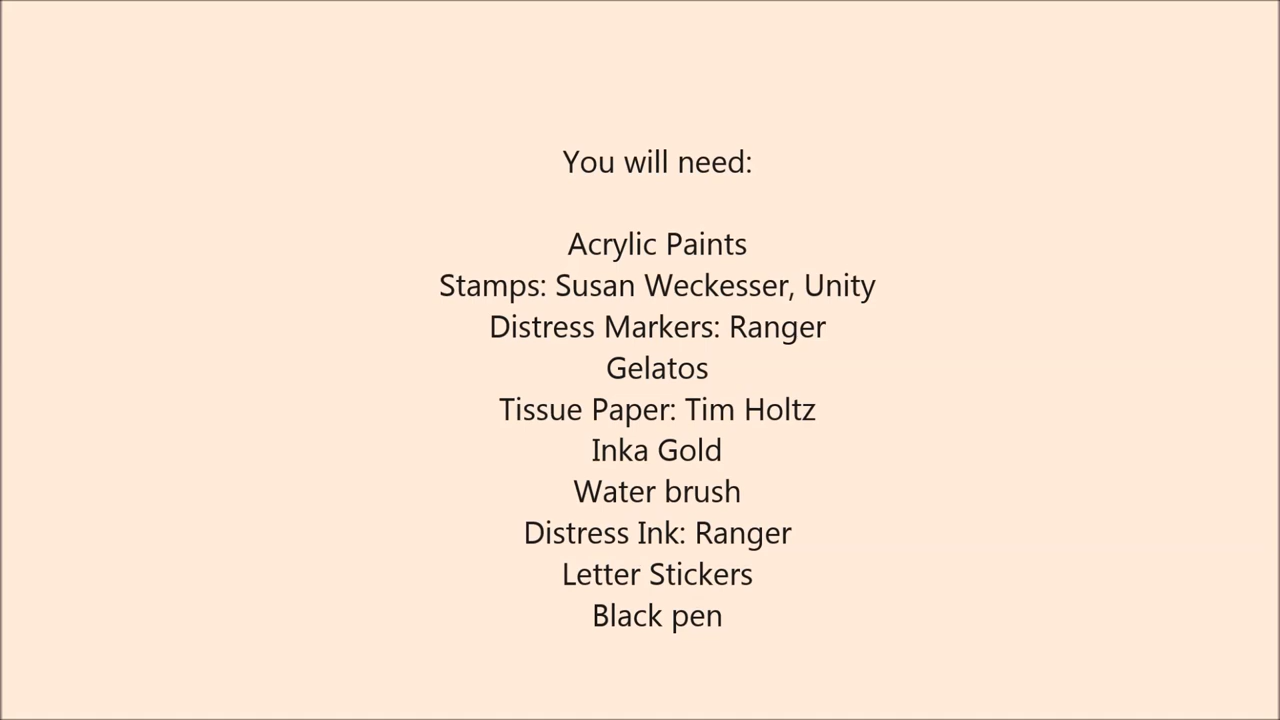 You will need:
Acrylic Paints
Stamps: Susan Weckesser, Unity
Distress Markers: Ranger
Gelatos
Tissue Paper: Tim Holtz
Inka Gold
Water brush
Distress Ink: Ranger
Letter Stickers
Black pen